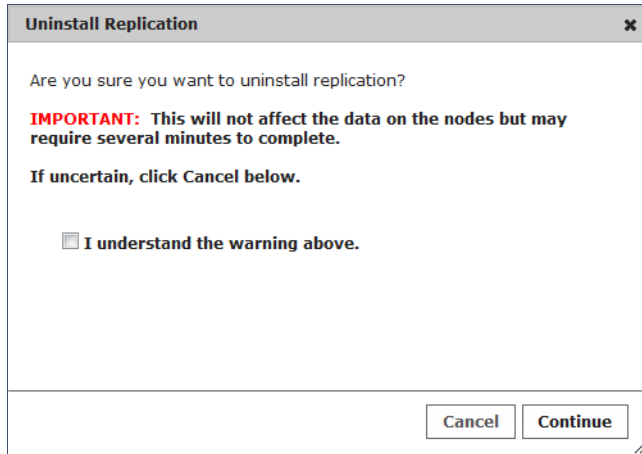 Uninstall Replication
Are you sure you want to uninstall replication?
IMPORTANT: This will not affect the data on the nodes but may
require several minutes to complete.
If uncertain, click Cancel below.
I understand the warning above.
Cancel Continue